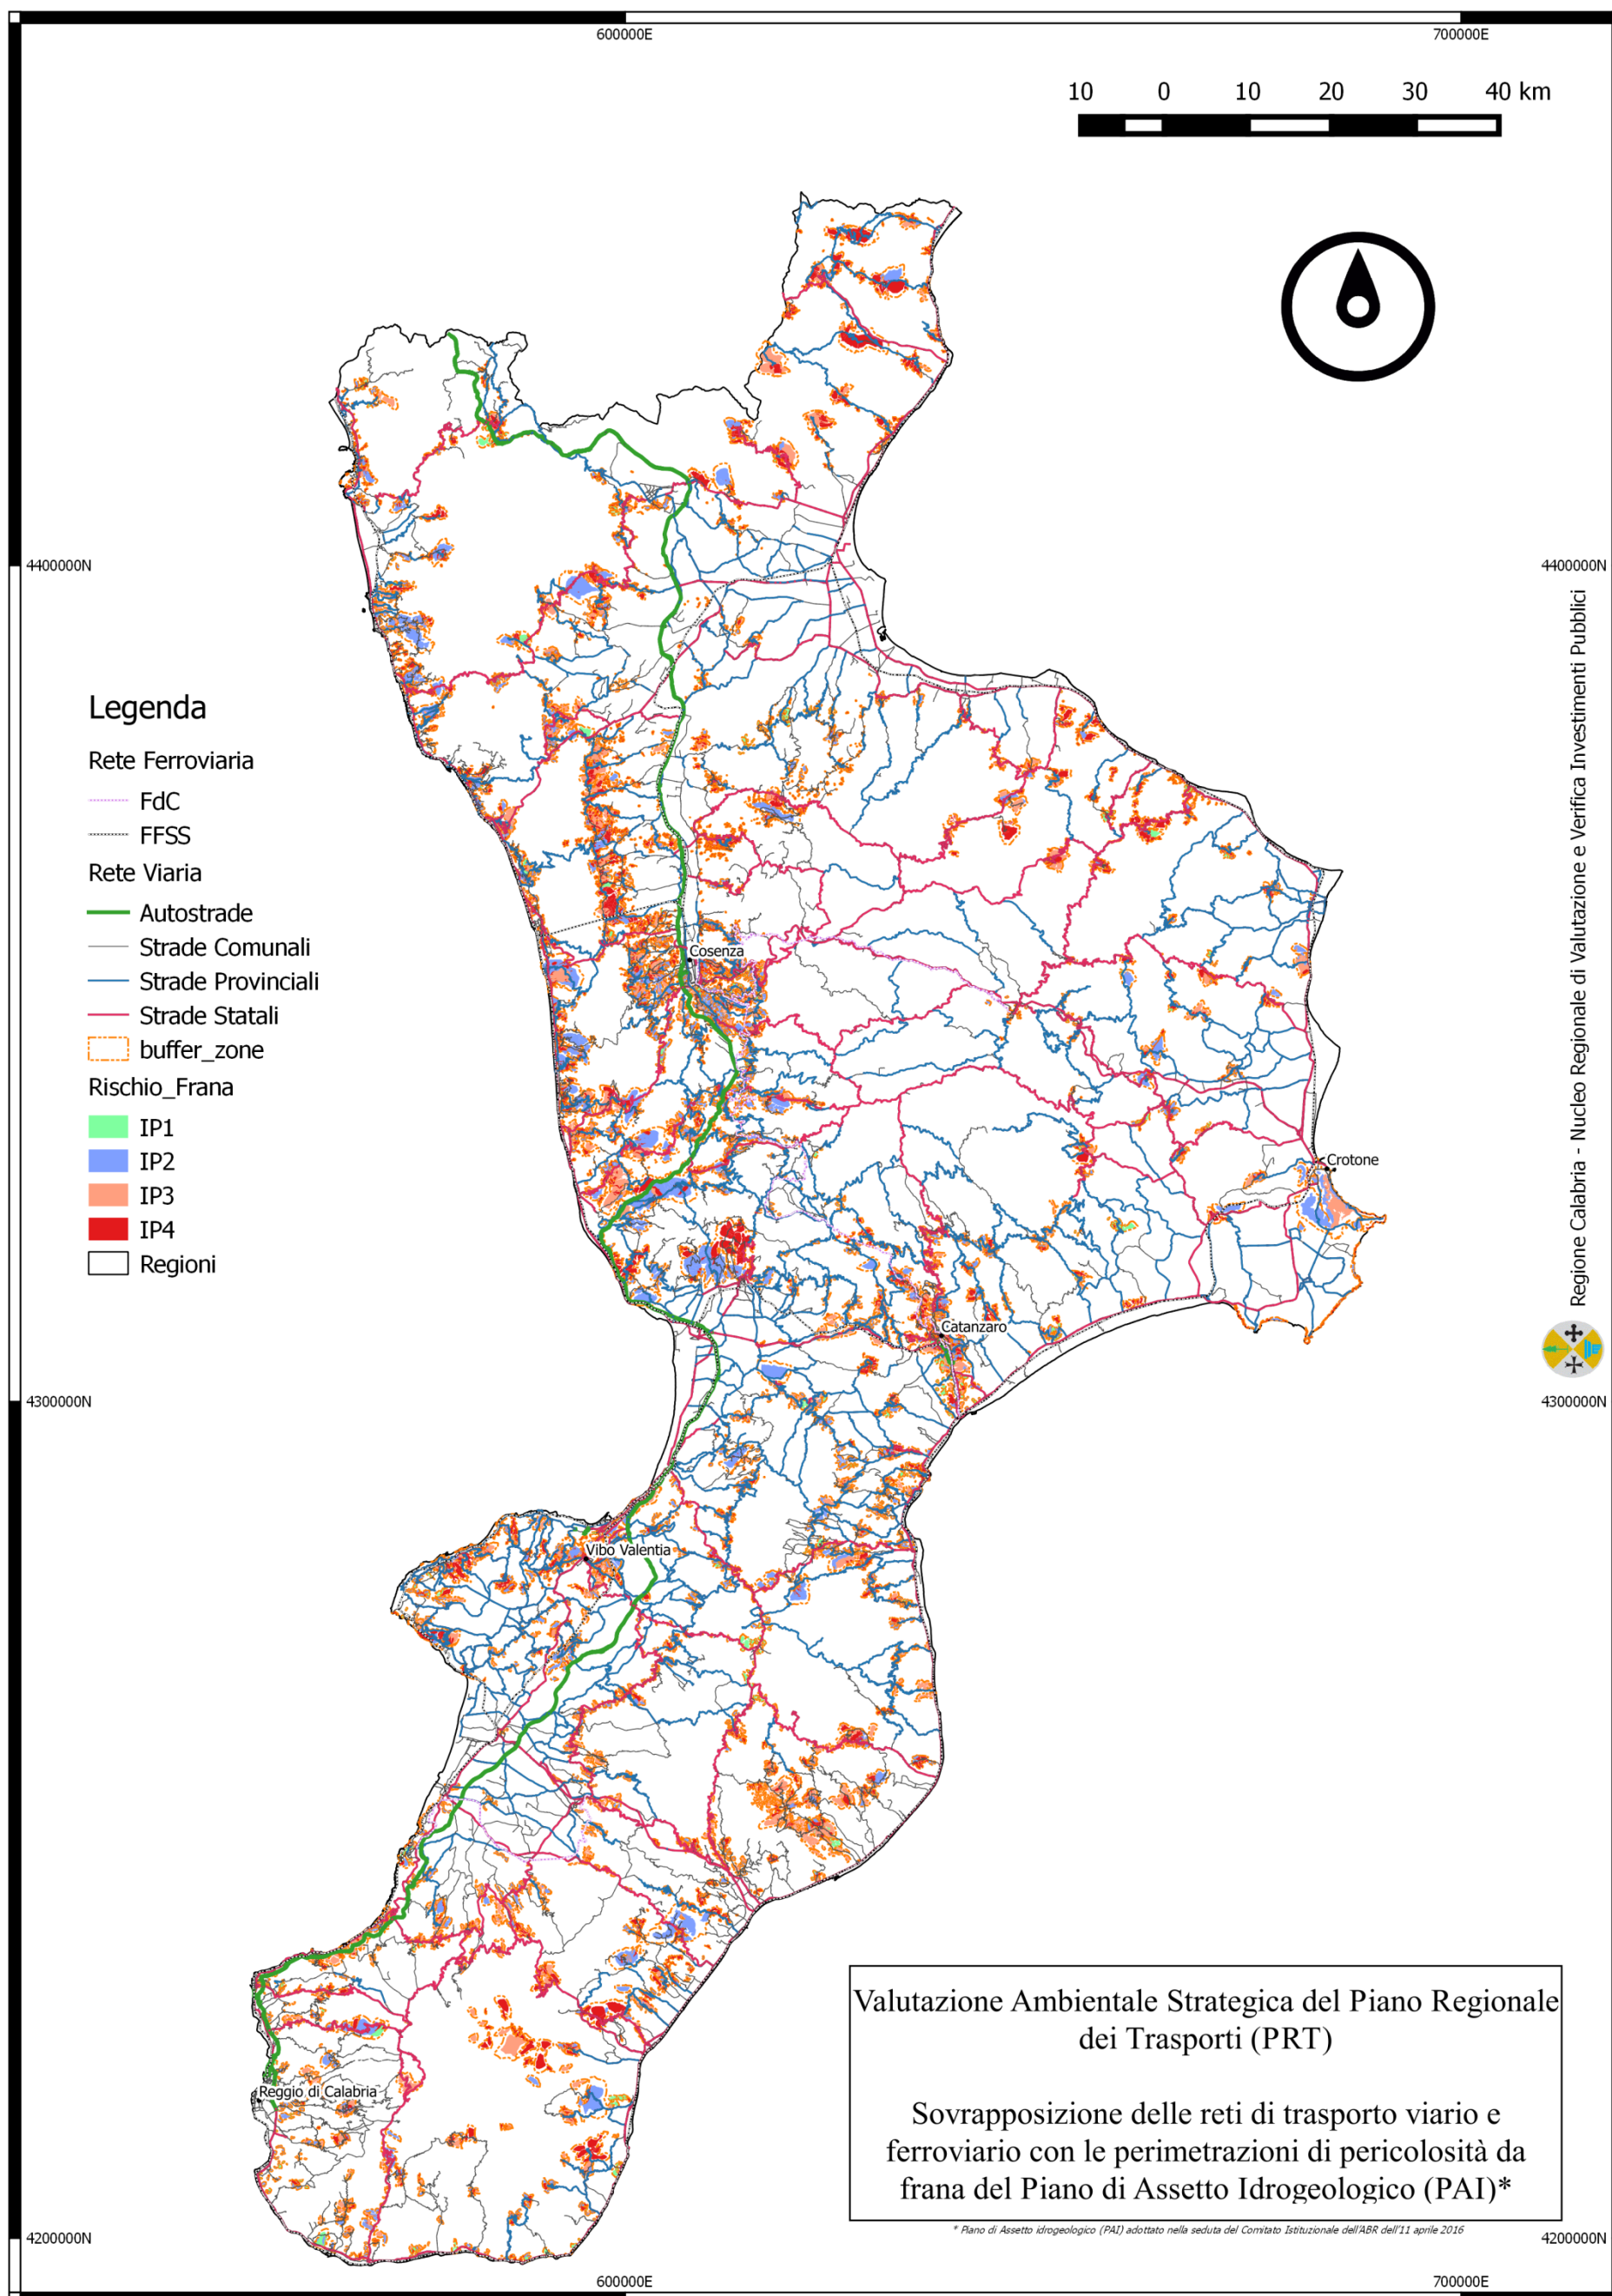 600000E
700000E
10 0 10 20 30 40 km
4400000N
4400000N
Legenda
Rete Ferroviaria
FdC
FFSS
Rete Viaria
Autostrade
Strade Comunali
Strade Provinciali
Strade Statali
buffer_zone
Rischio_Frana
IP1
IP2
IP3
IP4
Regioni
Cosenza
Crotone
Catanzaro
Vibo Valentia
Reggio di Calabria
Regione Calabria - Nucleo Regionale di Valutazione e Verifica Investimenti Pubblici
4300000N
4300000N
Valutazione Ambientale Strategica del Piano Regionale
dei Trasporti (PRT)
Sovrapposizione delle reti di trasporto viario e
ferroviario con le perimetrazioni di pericolosità da
frana del Piano di Assetto Idrogeologico (PAI)*
* Piano di Assetto idrogeologico (PAI) adottato nella seduta del Comitato Istituzionale dell'ABR dell'11 aprile 2016
4200000N
4200000N
600000E
700000E